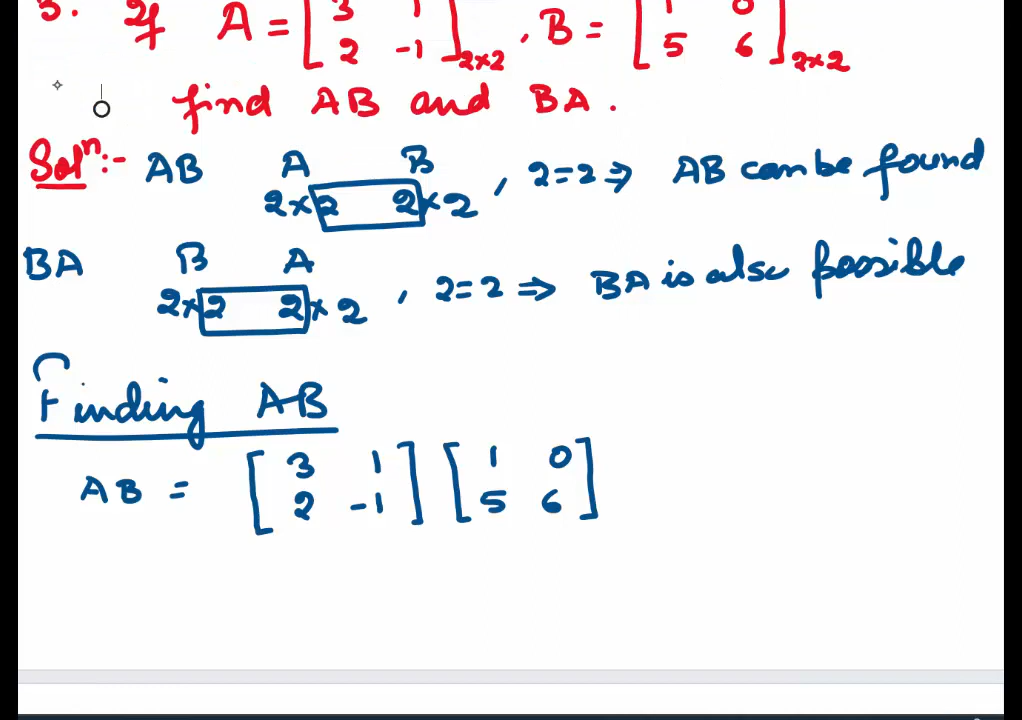 3. If A = [ 3 1 ]
[ 2 -1 ]2×2 , B = [ 1 0 ]
[ 5 6 ]2×2
find AB and BA.
Solⁿ:- AB A B , 2=2 ⇒ AB can be found
2×2 2×2
BA B A , 2=2 ⇒ BA is also possible
2×2 2×2
Finding AB
AB = [ 3 1 ] [ 1 0 ]
[ 2 -1 ] [ 5 6 ]